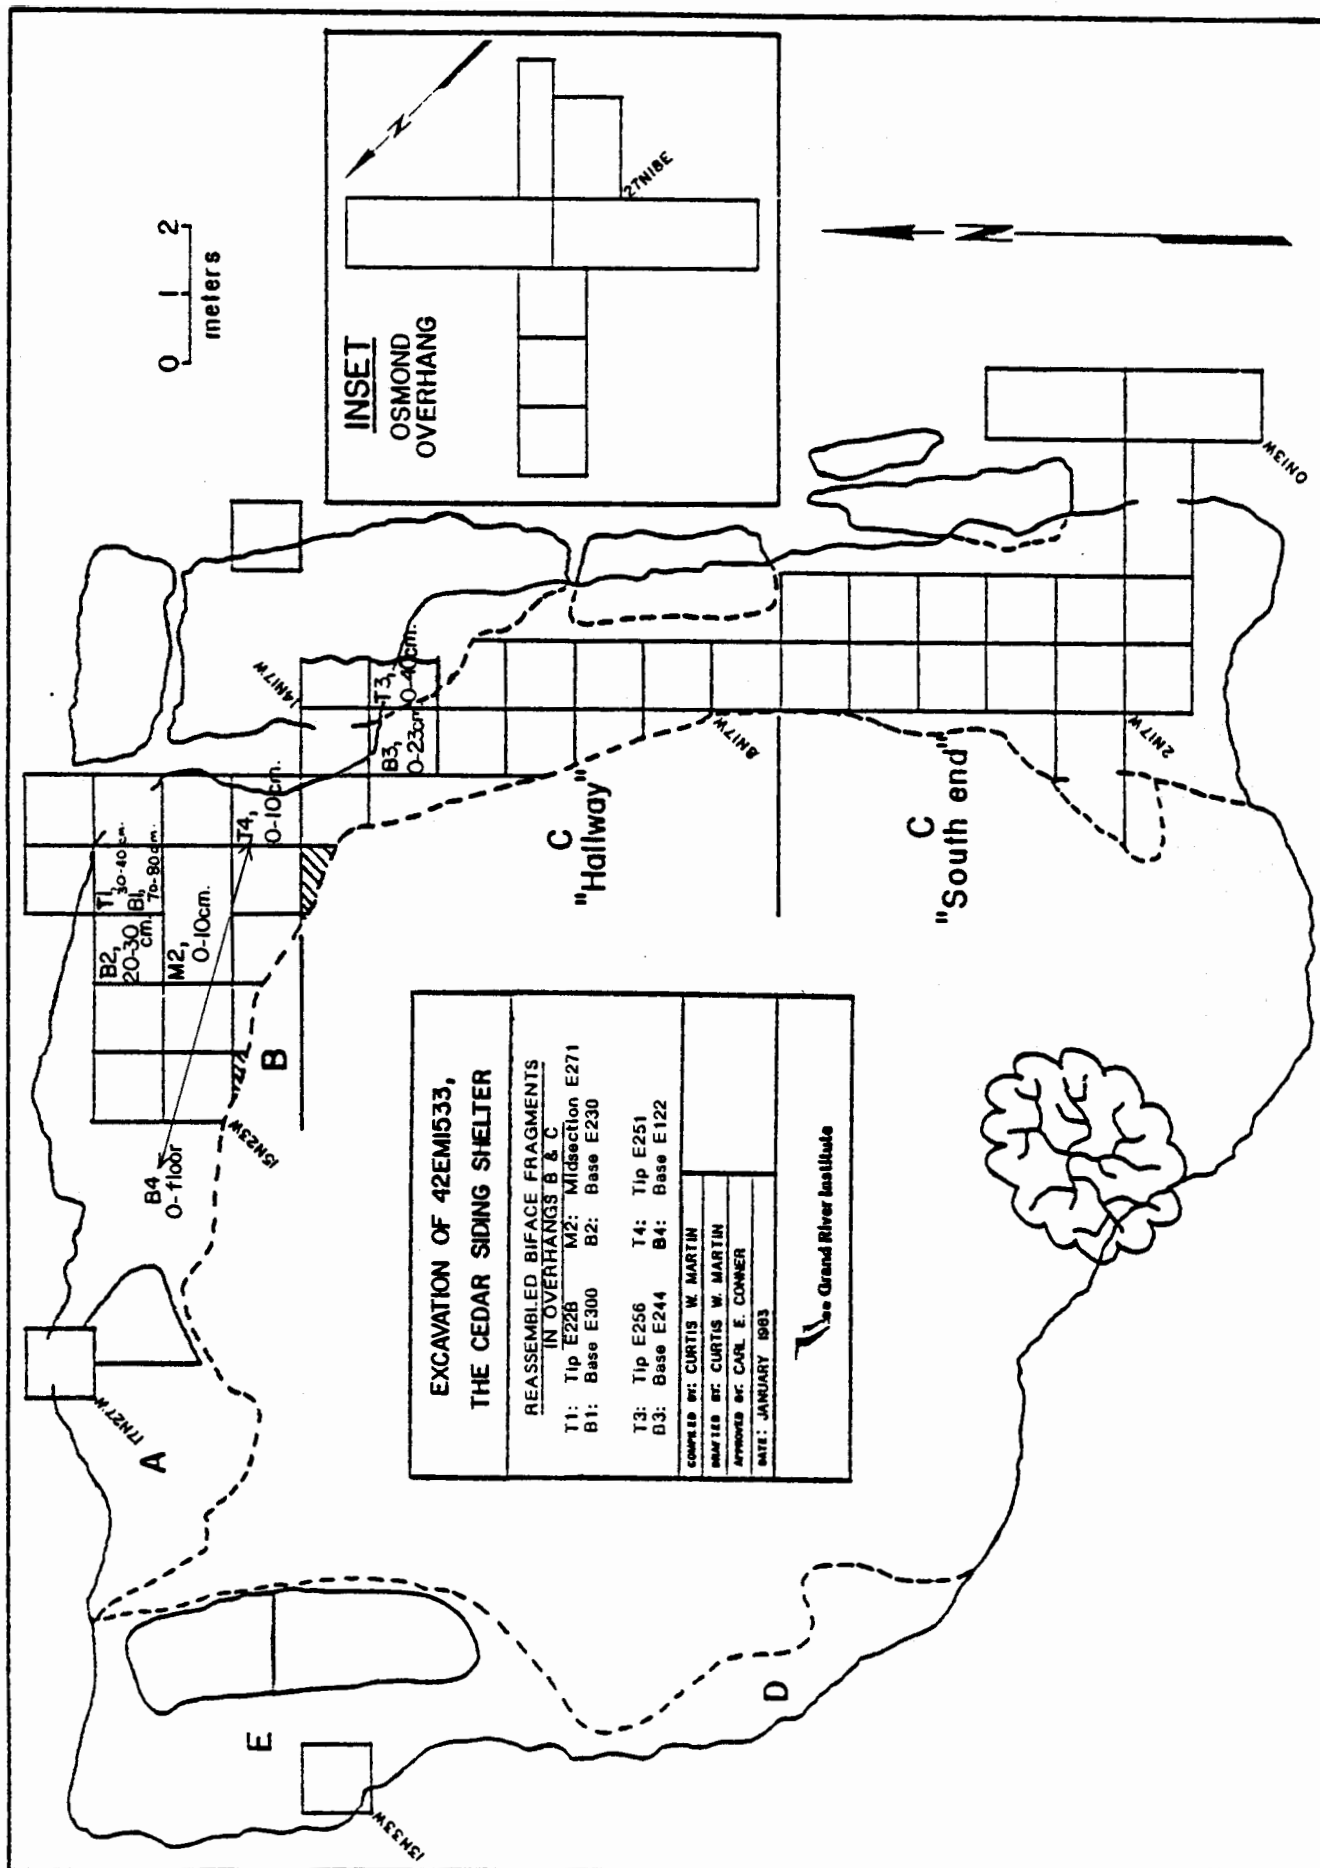 INSET
OSMOND
OVERHANG
27N18E
N
0 1 2
meters
N
14N17W
T1,
30-40 cm.
B1,
70-80 cm.
B2,
20-30
cm.
M2,
0-10cm.
T4,
0-10cm.
B3,
0-23cm.
T3,
0-40cm.
B4
0-floor
B
15N23W
A
17N27W
E
13N33W
D
C
"Hallway"
8N17W
C
"South end"
2N17W
0N13W
EXCAVATION OF 42EM1533,
THE CEDAR SIDING SHELTER
REASSEMBLED BIFACE FRAGMENTS
IN OVERHANGS B & C
T1: Tip E228 M2: Midsection E271
B1: Base E300 B2: Base E230
T3: Tip E256 T4: Tip E251
B3: Base E244 B4: Base E122
COMPILED BY: CURTIS W. MARTIN
DRAFTED BY: CURTIS W. MARTIN
APPROVED BY: CARL E. CONNER
DATE: JANUARY 1983
Grand River Institute